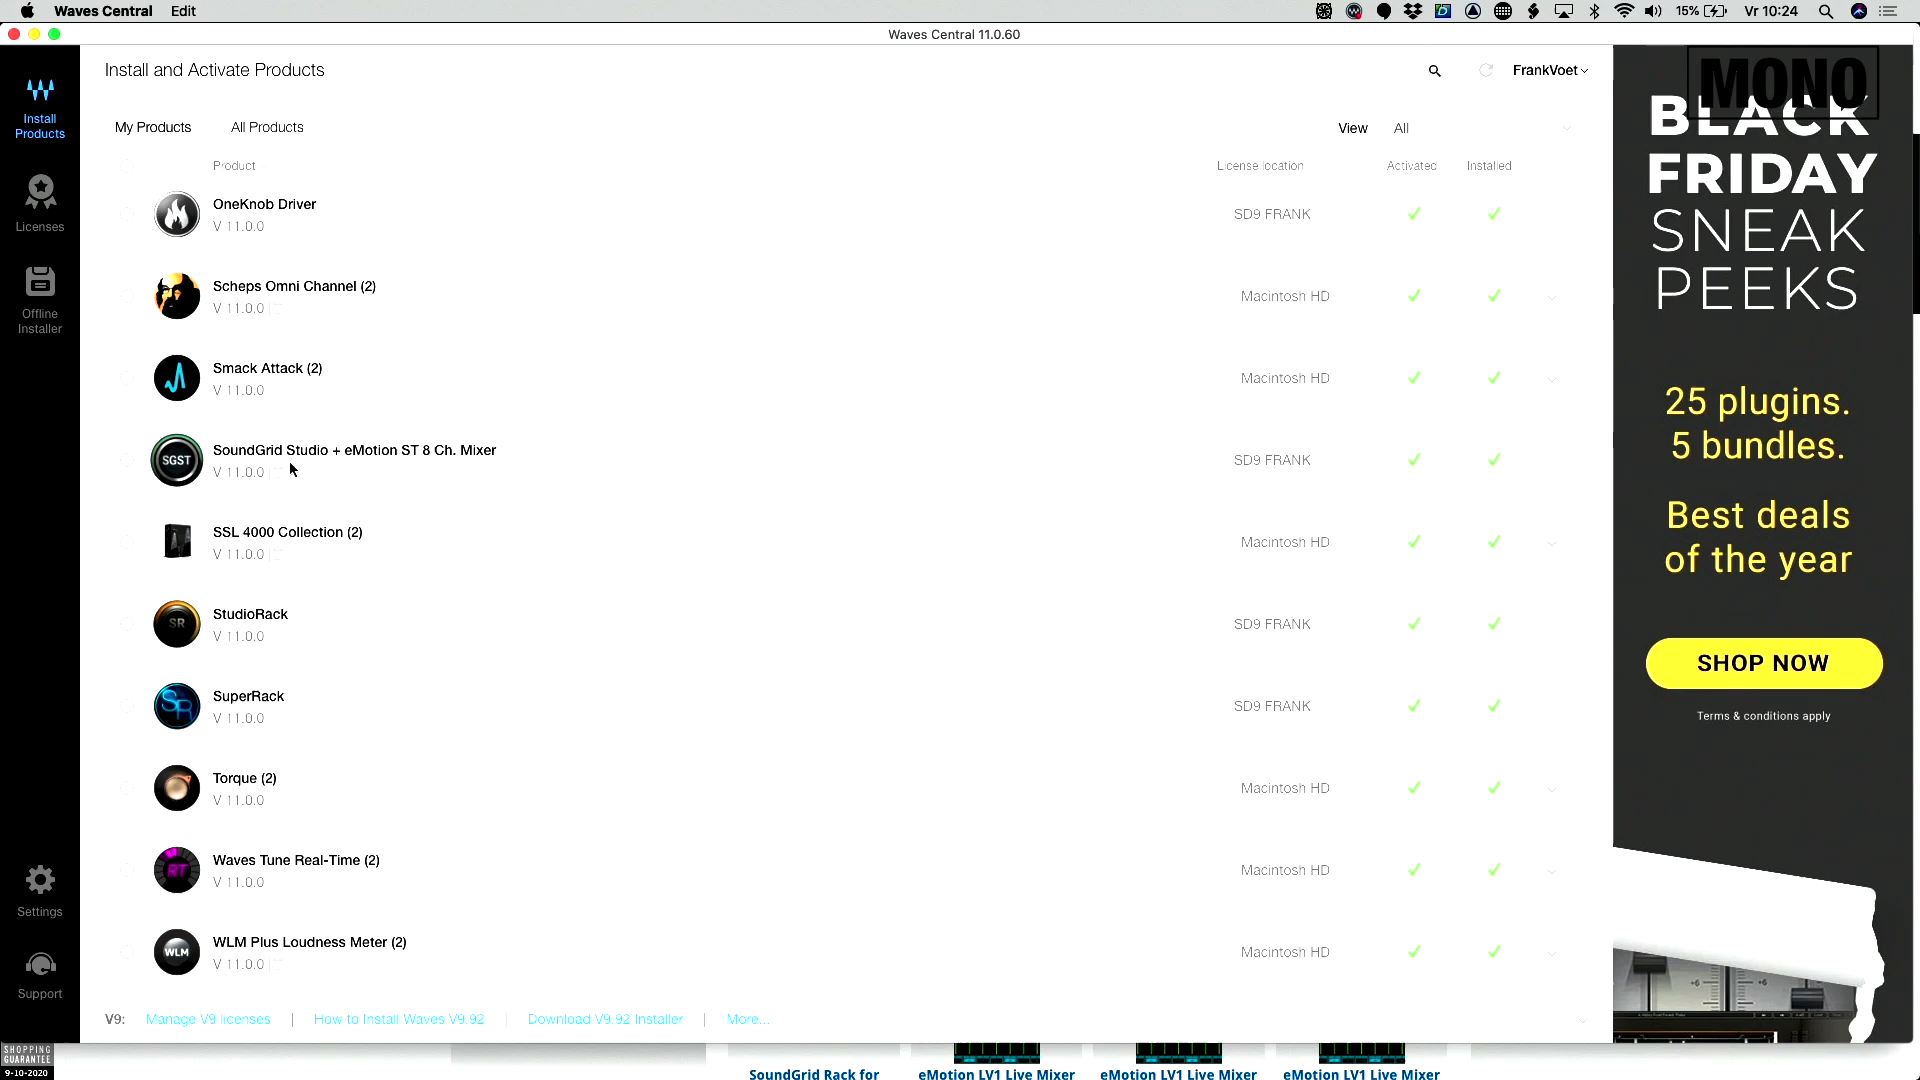 Waves Central Edit
15% Vr 10:24
Waves Central 11.0.60
Install and Activate Products
FrankVoet
Install
Products
Licenses
Offline
Installer
Settings
Support
My Products All Products
View All
Product License location Activated Installed
OneKnob Driver
V 11.0.0
SD9 FRANK
Scheps Omni Channel (2)
V 11.0.0
Macintosh HD
Smack Attack (2)
V 11.0.0
Macintosh HD
SGST
SoundGrid Studio + eMotion ST 8 Ch. Mixer
V 11.0.0
SD9 FRANK
SSL 4000 Collection (2)
V 11.0.0
Macintosh HD
SR
StudioRack
V 11.0.0
SD9 FRANK
SR
SuperRack
V 11.0.0
SD9 FRANK
Torque (2)
V 11.0.0
Macintosh HD
RT
Waves Tune Real-Time (2)
V 11.0.0
Macintosh HD
WLM
WLM Plus Loudness Meter (2)
V 11.0.0
Macintosh HD
V9: Manage V9 licenses | How to Install Waves V9.92 | Download V9.92 Installer | More...
MONO
BLACK
FRIDAY
SNEAK
PEEKS
25 plugins.
5 bundles.
Best deals
of the year
SHOP NOW
Terms & conditions apply
SHOPPING
GUARANTEE
9-10-2020
SoundGrid Rack for eMotion LV1 Live Mixer eMotion LV1 Live Mixer eMotion LV1 Live Mixer